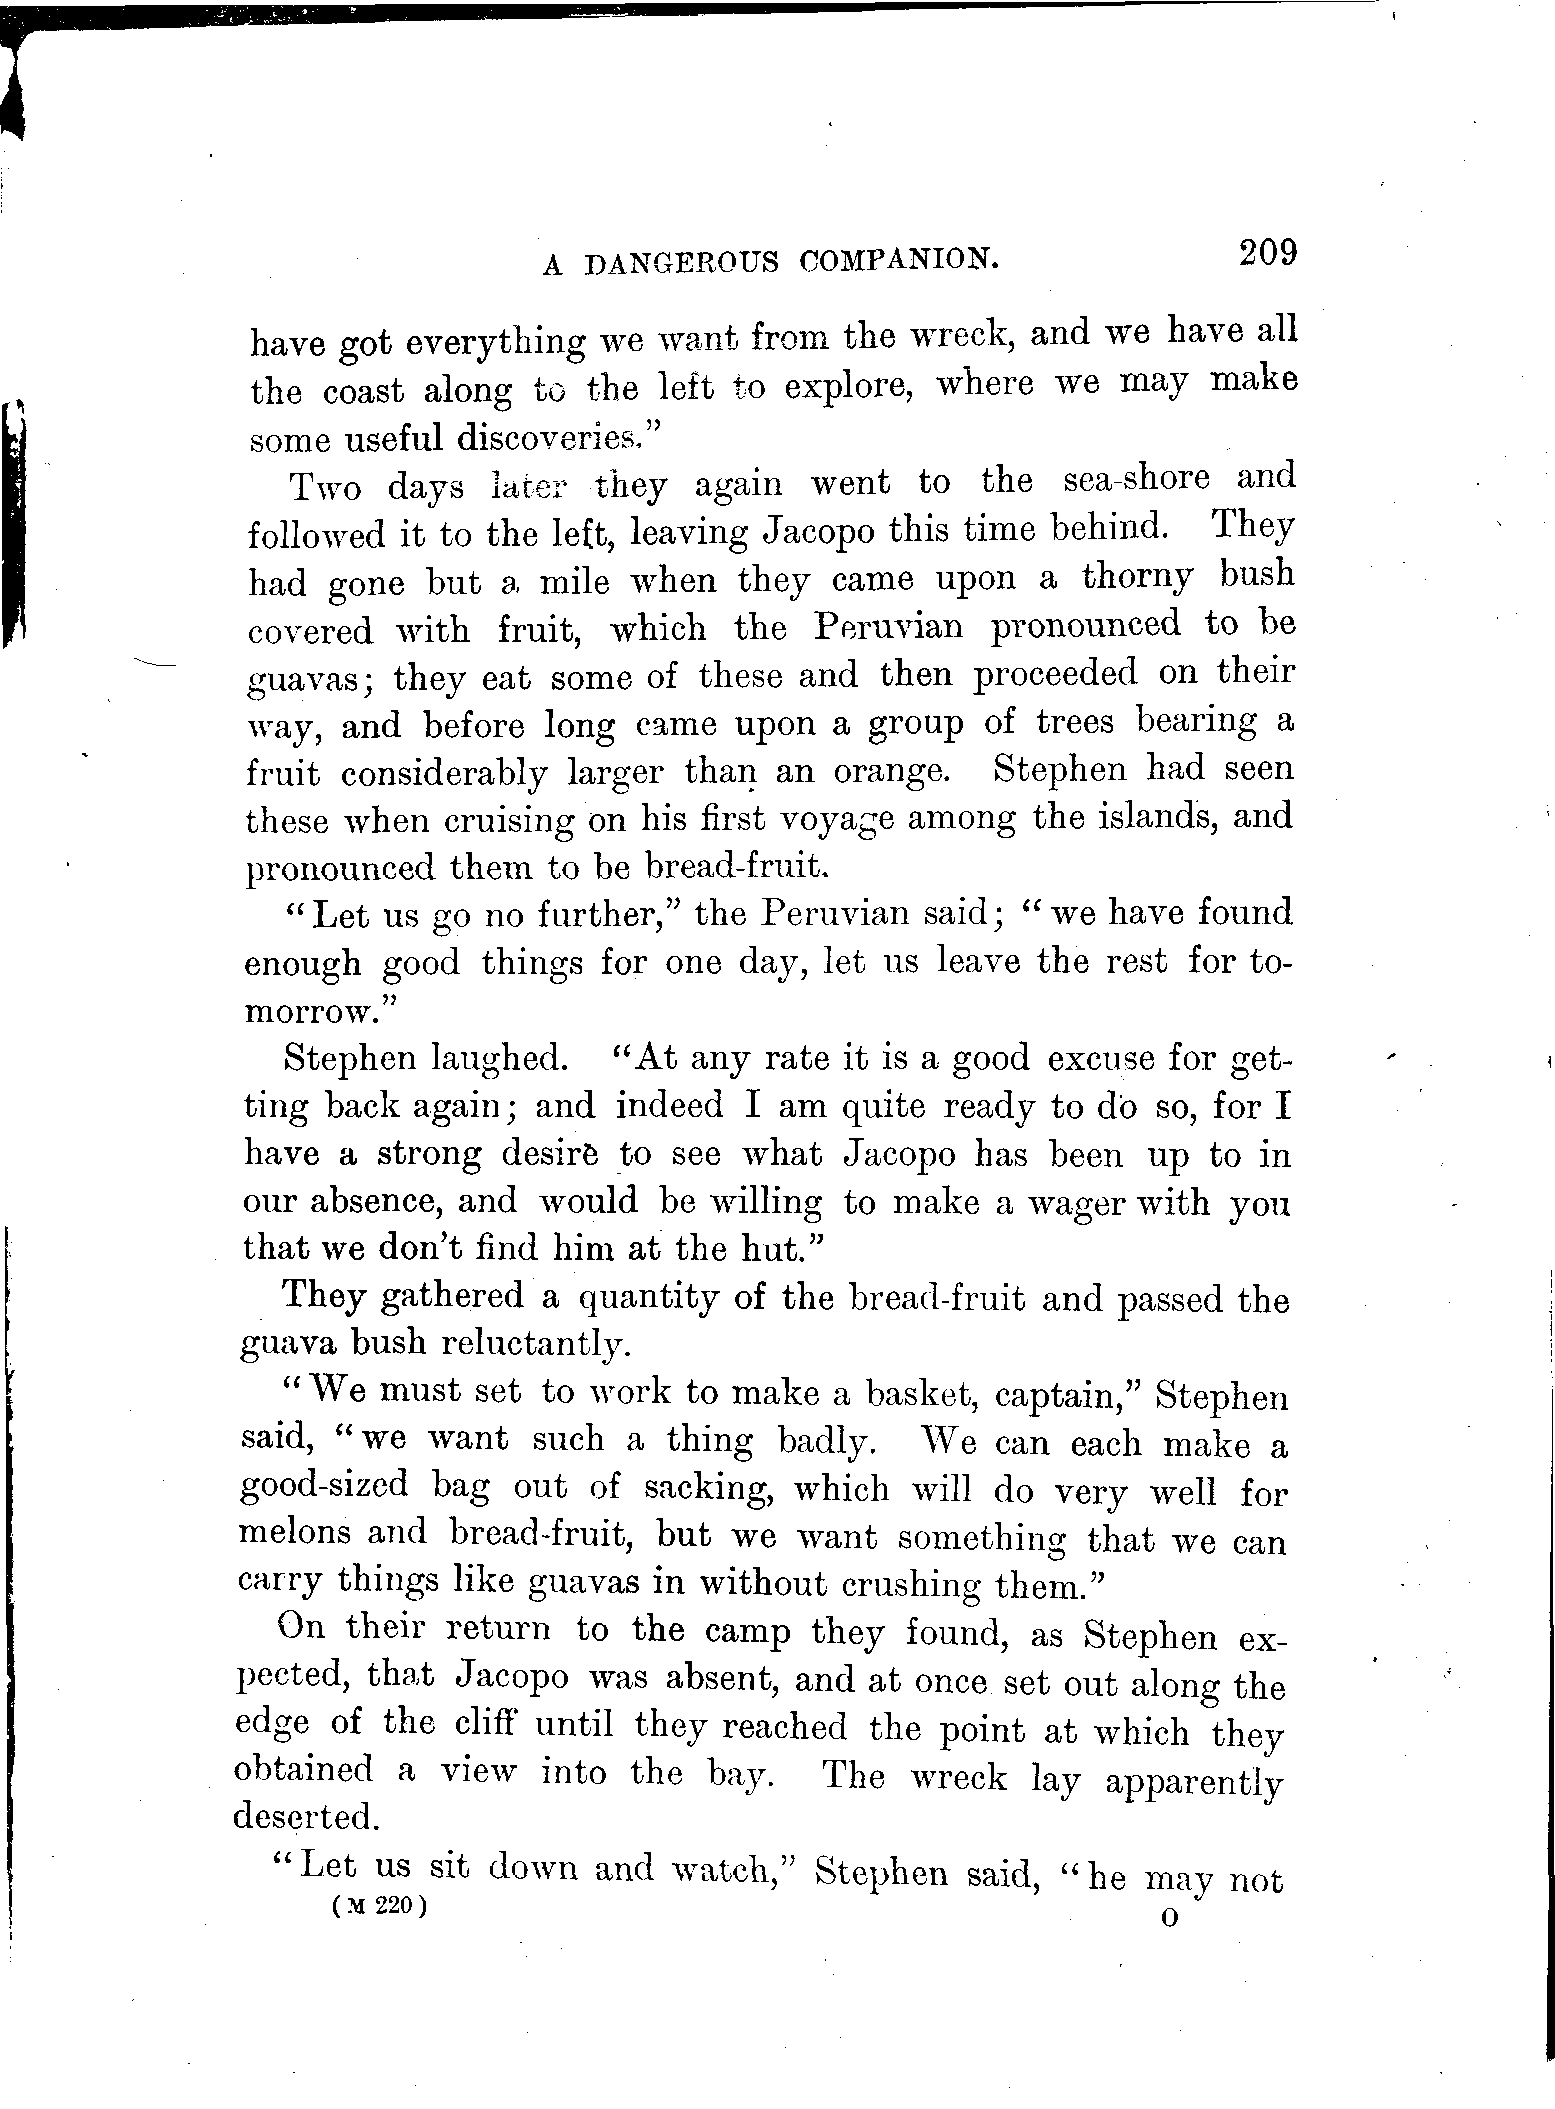 A DANGEROUS COMPANION. 209
have got everything we want from the wreck, and we have all
the coast along to the left to explore, where we may make
some useful discoveries."
Two days later they again went to the sea-shore and
followed it to the left, leaving Jacopo this time behind. They
had gone but a mile when they came upon a thorny bush
covered with fruit, which the Peruvian pronounced to be
guavas; they eat some of these and then proceeded on their
way, and before long came upon a group of trees bearing a
fruit considerably larger than an orange. Stephen had seen
these when cruising on his first voyage among the islands, and
pronounced them to be bread-fruit.
"Let us go no further," the Peruvian said; "we have found
enough good things for one day, let us leave the rest for to-
morrow."
Stephen laughed. "At any rate it is a good excuse for get-
ting back again; and indeed I am quite ready to do so, for I
have a strong desire to see what Jacopo has been up to in
our absence, and would be willing to make a wager with you
that we don't find him at the hut."
They gathered a quantity of the bread-fruit and passed the
guava bush reluctantly.
"We must set to work to make a basket, captain," Stephen
said, "we want such a thing badly. We can each make a
good-sized bag out of sacking, which will do very well for
melons and bread-fruit, but we want something that we can
carry things like guavas in without crushing them."
On their return to the camp they found, as Stephen ex-
pected, that Jacopo was absent, and at once set out along the
edge of the cliff until they reached the point at which they
obtained a view into the bay. The wreck lay apparently
deserted.
"Let us sit down and watch," Stephen said, "he may not
(M 220) O